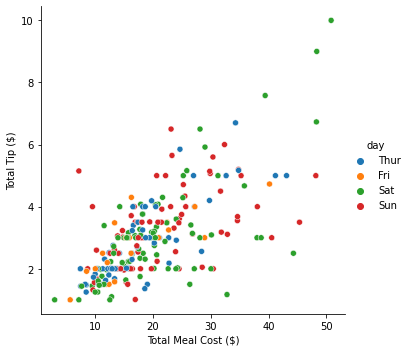 10
8
6
4
2
Total Tip ($)
10
20
30
40
50
Total Meal Cost ($)
day
Thur
Fri
Sat
Sun